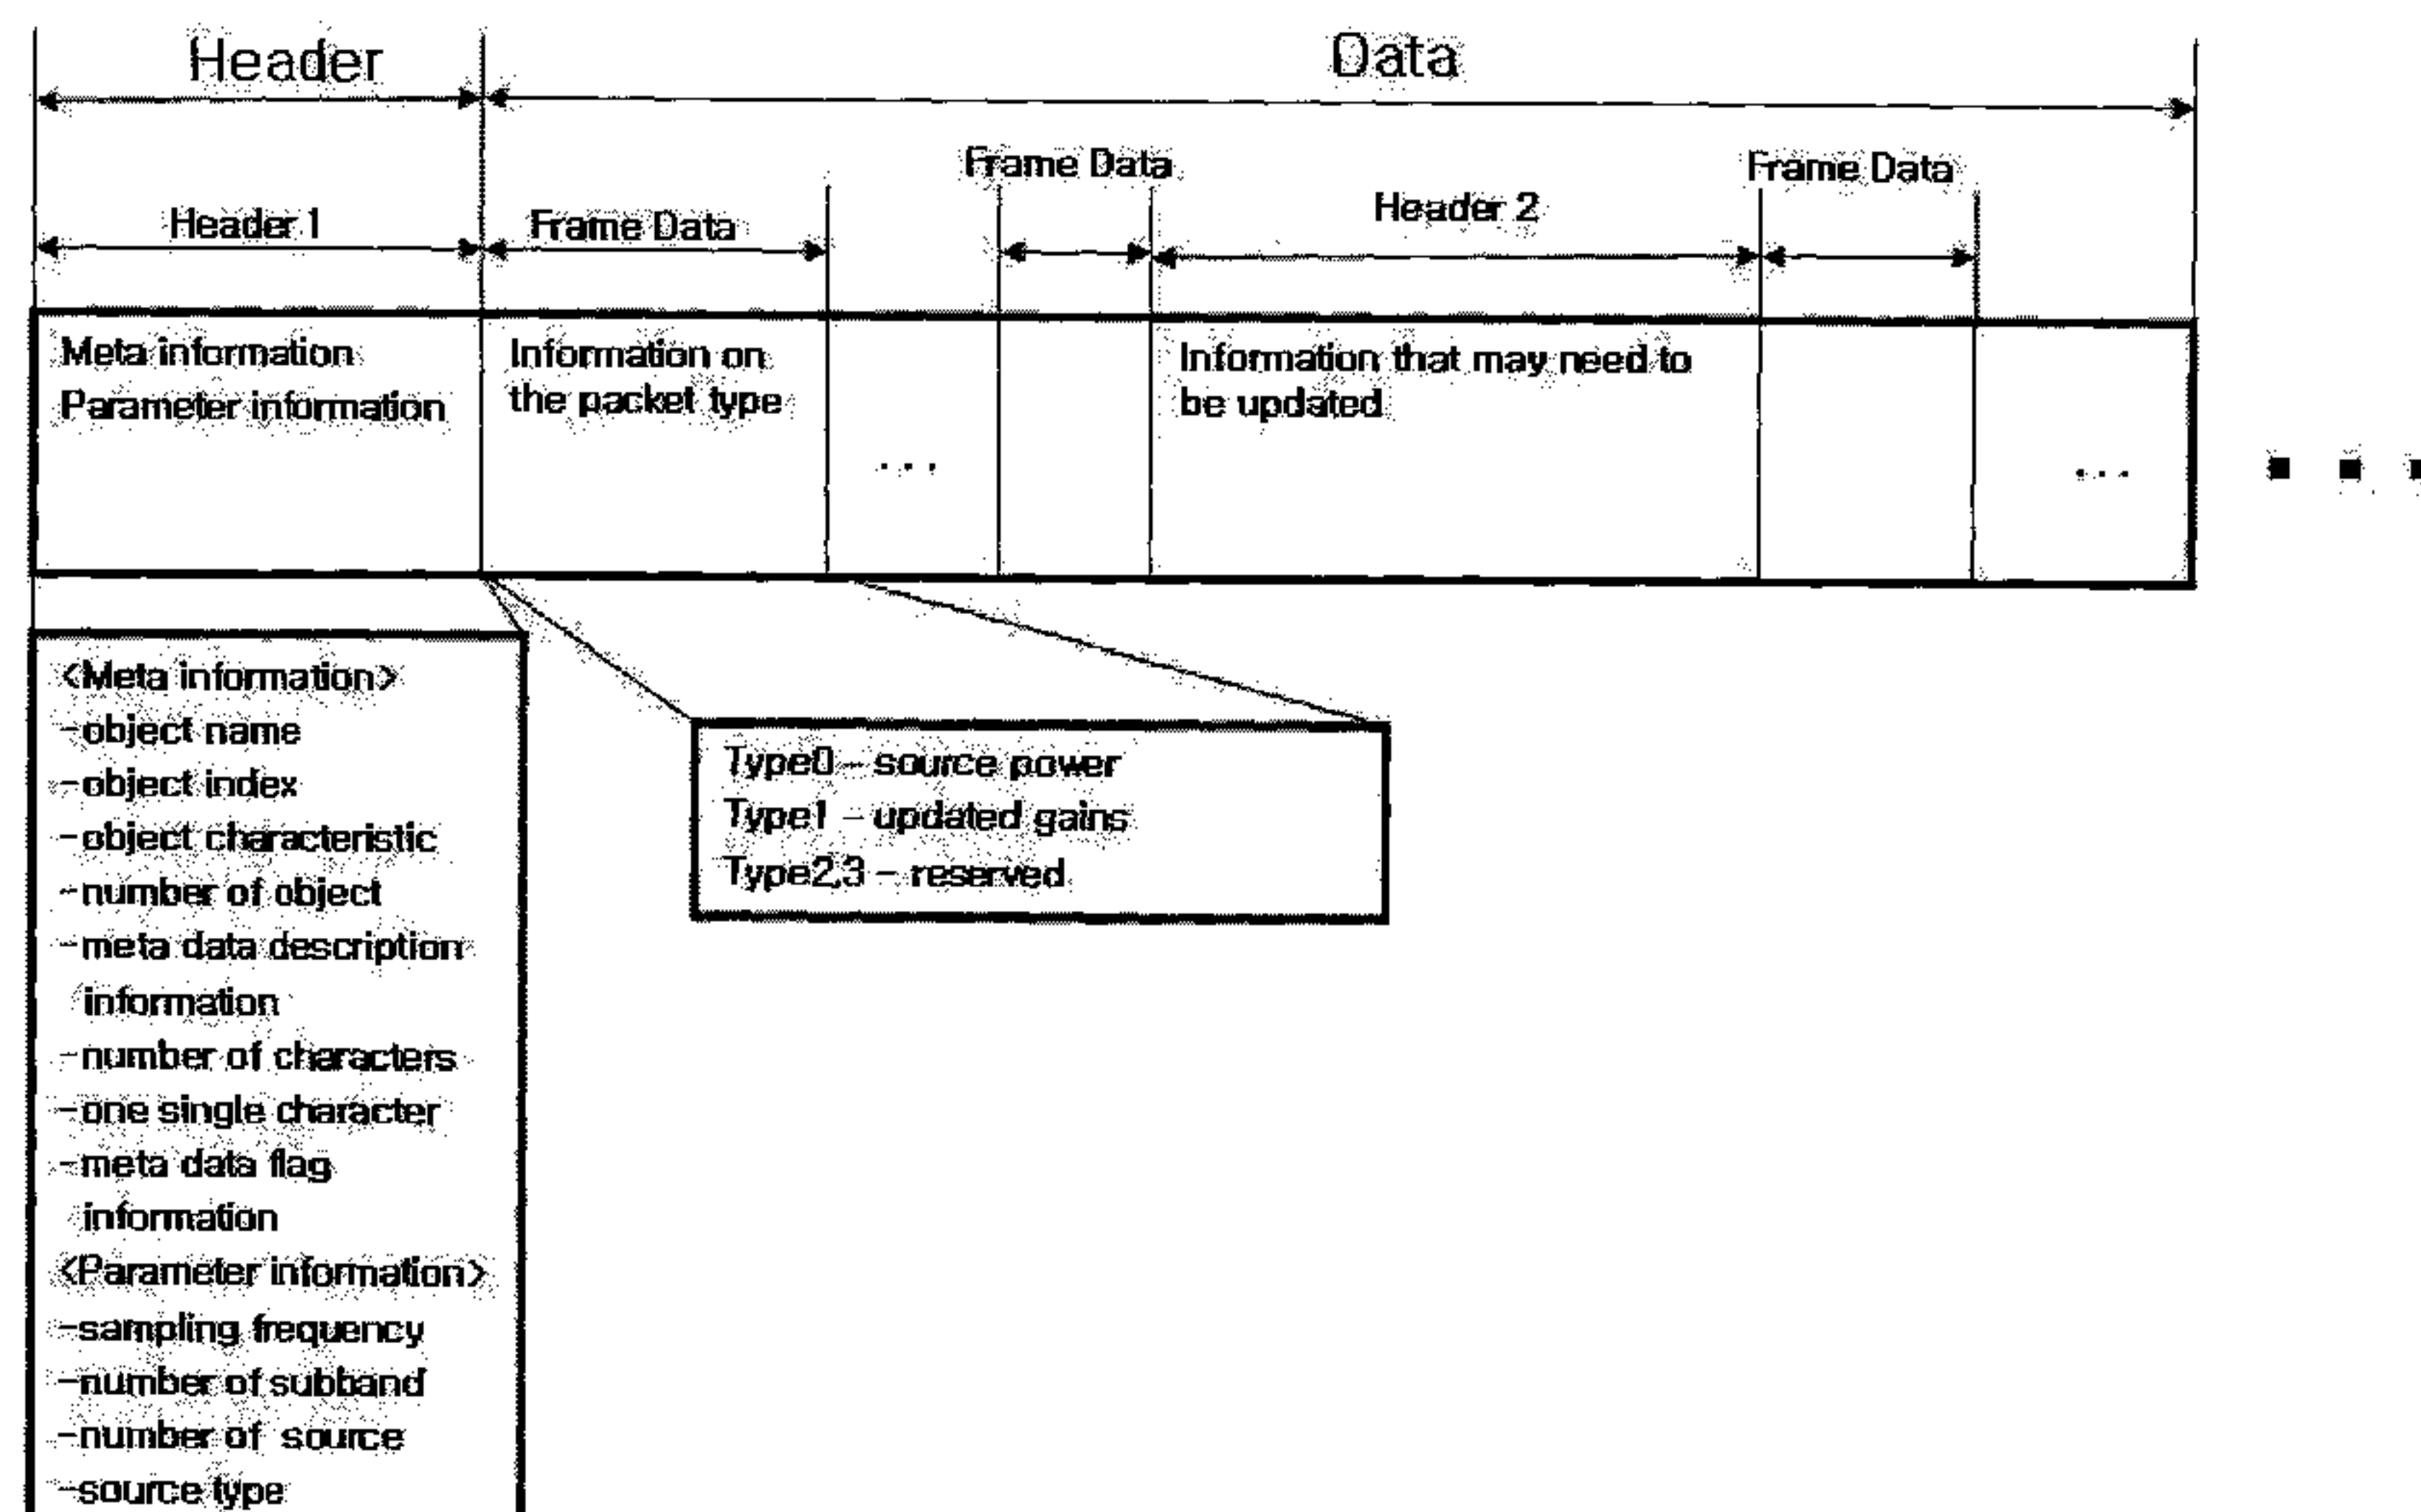 Header
Data
Frame Data
Frame Data
Header 1
Frame Data
Header 2
Meta information
Parameter information
Information on
the packet type
...
Information that may need to
be updated
...
<Meta information>
-object name
-object index
-object characteristic
-number of object
-meta data description
information
-number of characters
-one single character
-meta data flag
information
<Parameter information>
-sampling frequency
-number of subband
-number of source
-source type
Type0 - source power
Type1 - updated gains
Type2,3 - reserved